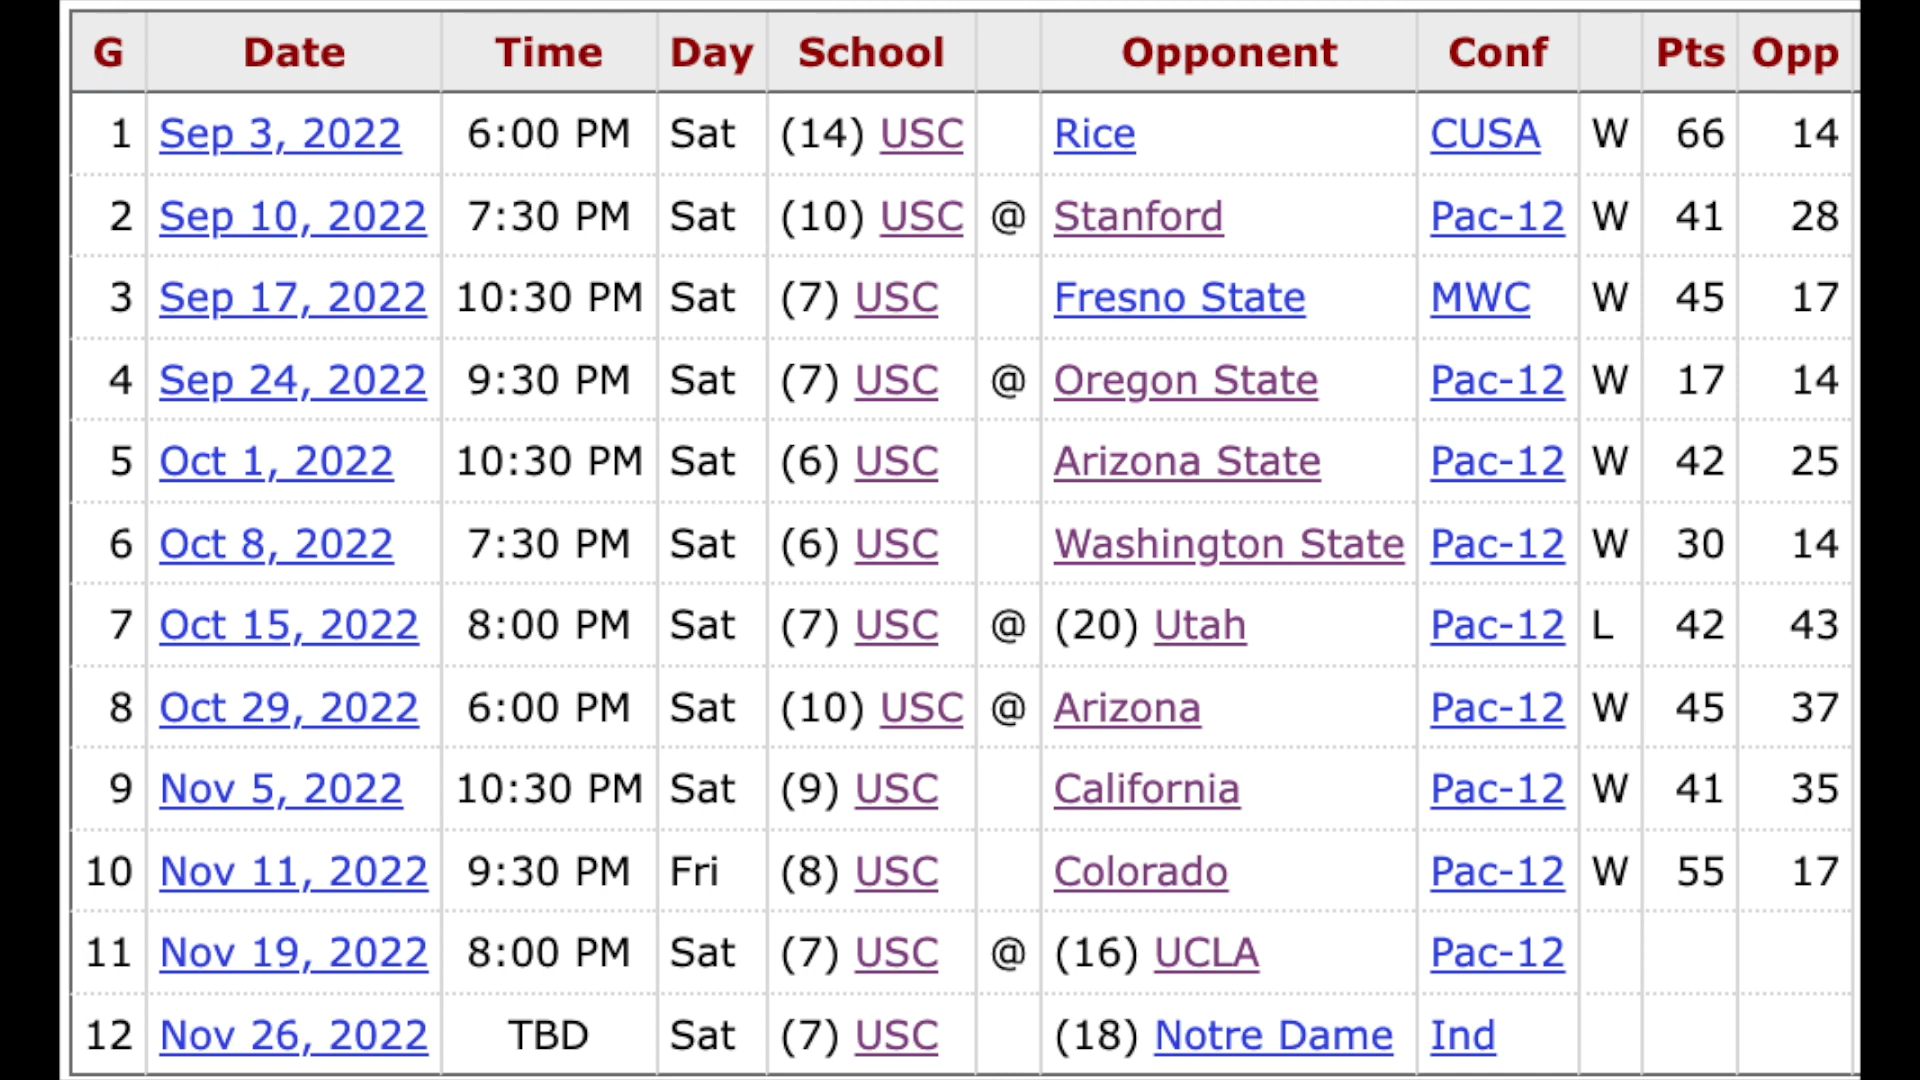 G Date Time Day School Opponent Conf Pts Opp
1 Sep 3, 2022 6:00 PM Sat (14) USC Rice CUSA W 66 14
2 Sep 10, 2022 7:30 PM Sat (10) USC @ Stanford Pac-12 W 41 28
3 Sep 17, 2022 10:30 PM Sat (7) USC Fresno State MWC W 45 17
4 Sep 24, 2022 9:30 PM Sat (7) USC @ Oregon State Pac-12 W 17 14
5 Oct 1, 2022 10:30 PM Sat (6) USC Arizona State Pac-12 W 42 25
6 Oct 8, 2022 7:30 PM Sat (6) USC Washington State Pac-12 W 30 14
7 Oct 15, 2022 8:00 PM Sat (7) USC @ (20) Utah Pac-12 L 42 43
8 Oct 29, 2022 6:00 PM Sat (10) USC @ Arizona Pac-12 W 45 37
9 Nov 5, 2022 10:30 PM Sat (9) USC California Pac-12 W 41 35
10 Nov 11, 2022 9:30 PM Fri (8) USC Colorado Pac-12 W 55 17
11 Nov 19, 2022 8:00 PM Sat (7) USC @ (16) UCLA Pac-12
12 Nov 26, 2022 TBD Sat (7) USC (18) Notre Dame Ind